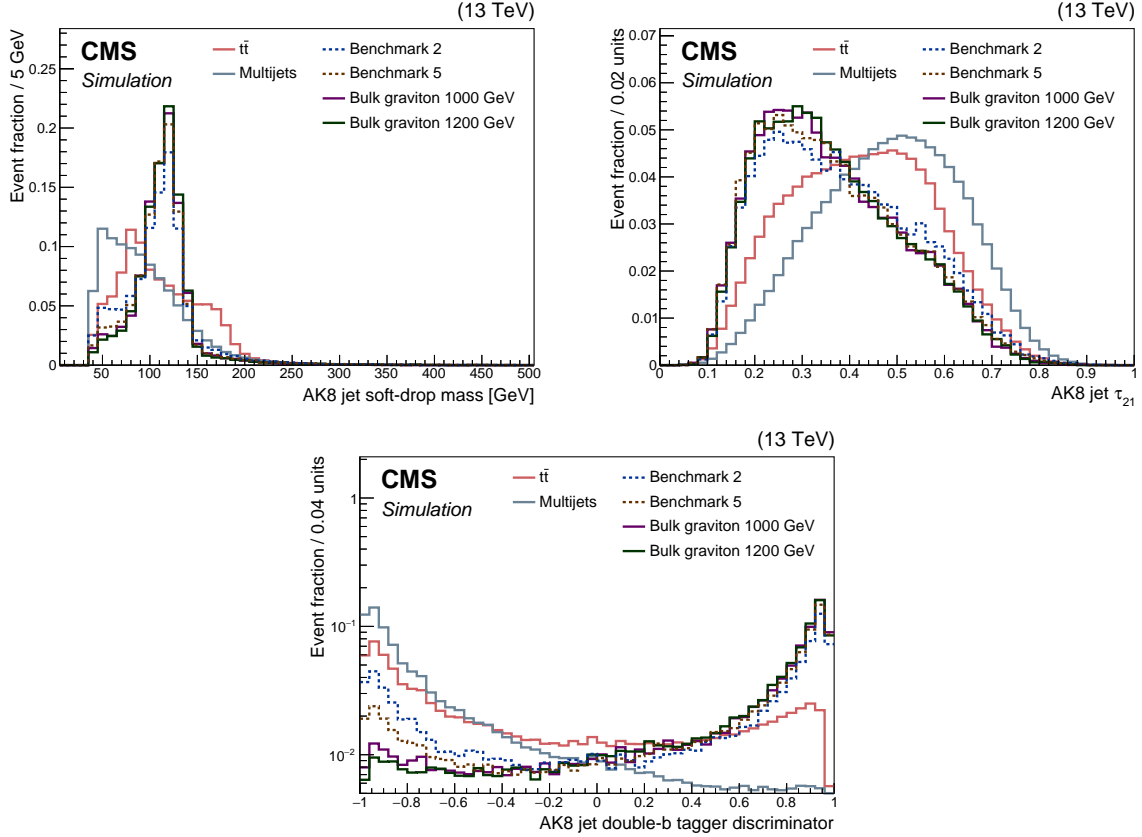 (13 TeV)
CMS
Simulation
tt̄
Multijets
Benchmark 2
Benchmark 5
Bulk graviton 1000 GeV
Bulk graviton 1200 GeV
Event fraction / 5 GeV
0.25
0.2
0.15
0.1
0.05
0
50 100 150 200 250 300 350 400 450 500
AK8 jet soft-drop mass [GeV]
(13 TeV)
CMS
Simulation
tt̄
Multijets
Benchmark 2
Benchmark 5
Bulk graviton 1000 GeV
Bulk graviton 1200 GeV
Event fraction / 0.02 units
0.07
0.06
0.05
0.04
0.03
0.02
0.01
0
0 0.1 0.2 0.3 0.4 0.5 0.6 0.7 0.8 0.9 1
AK8 jet τ21
(13 TeV)
CMS
Simulation
tt̄
Multijets
Benchmark 2
Benchmark 5
Bulk graviton 1000 GeV
Bulk graviton 1200 GeV
Event fraction / 0.04 units
1
10−1
10−2
−1 −0.8 −0.6 −0.4 −0.2 0 0.2 0.4 0.6 0.8 1
AK8 jet double-b tagger discriminator